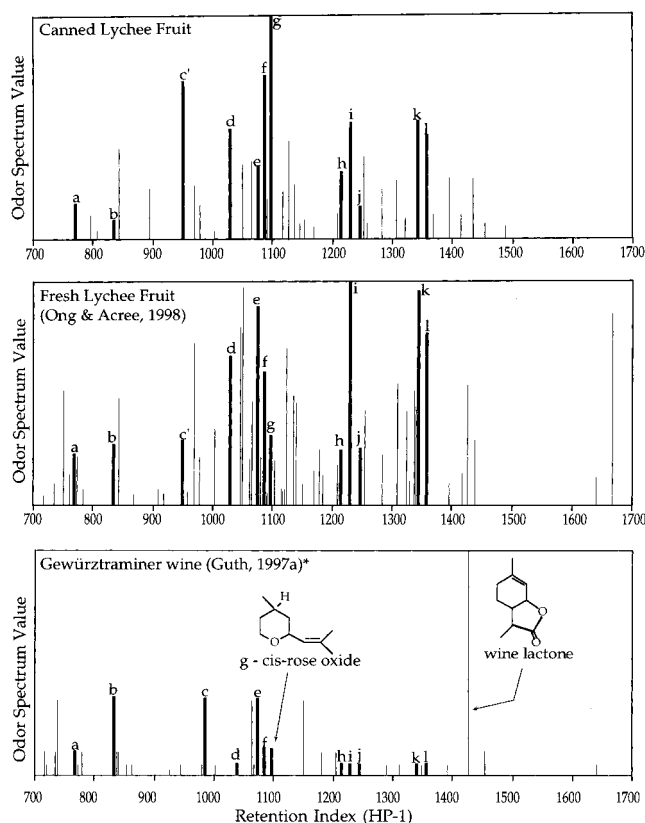 Canned Lychee Fruit
Odor Spectrum Value
a
b
c'
d
e
f
g
h
i
j
k
l
700 800 900 1000 1100 1200 1300 1400 1500 1600 1700
Fresh Lychee Fruit
(Ong & Acree, 1998)
Odor Spectrum Value
a
b
c'
d
e
f
g
h
i
j
k
l
700 800 900 1000 1100 1200 1300 1400 1500 1600 1700
Gewürztraminer wine (Guth, 1997a)*
Odor Spectrum Value
H
O
g - cis-rose oxide
O
O
wine lactone
a
b
c
d
e
f
h
i
j
k
l
700 800 900 1000 1100 1200 1300 1400 1500 1600 1700
Retention Index (HP-1)